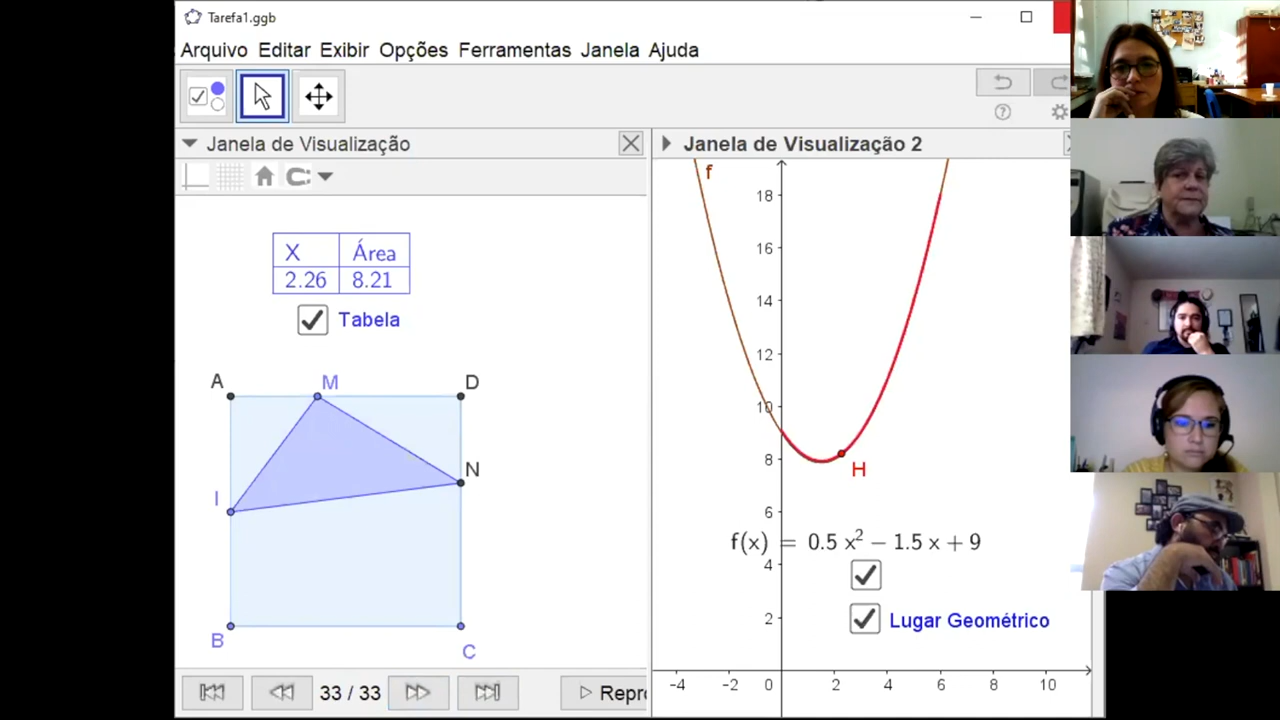 Tarefa1.ggb
Arquivo Editar Exibir Opções Ferramentas Janela Ajuda
Janela de Visualização
Janela de Visualização 2
X Área
2.26 8.21
Tabela
A M D
I N
B C
33 / 33
Repro
f
18
16
14
12
10
8
H
6
f(x) = 0.5 x² − 1.5 x + 9
4
Lugar Geométrico
2
-4 -2 0 2 4 6 8 10